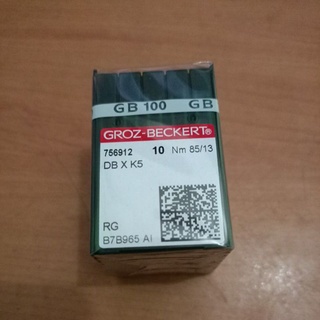 GB 100 GB
GROZ-BECKERT®
756912 10 Nm 85/13
DB X K5
RG
B7B965 AI